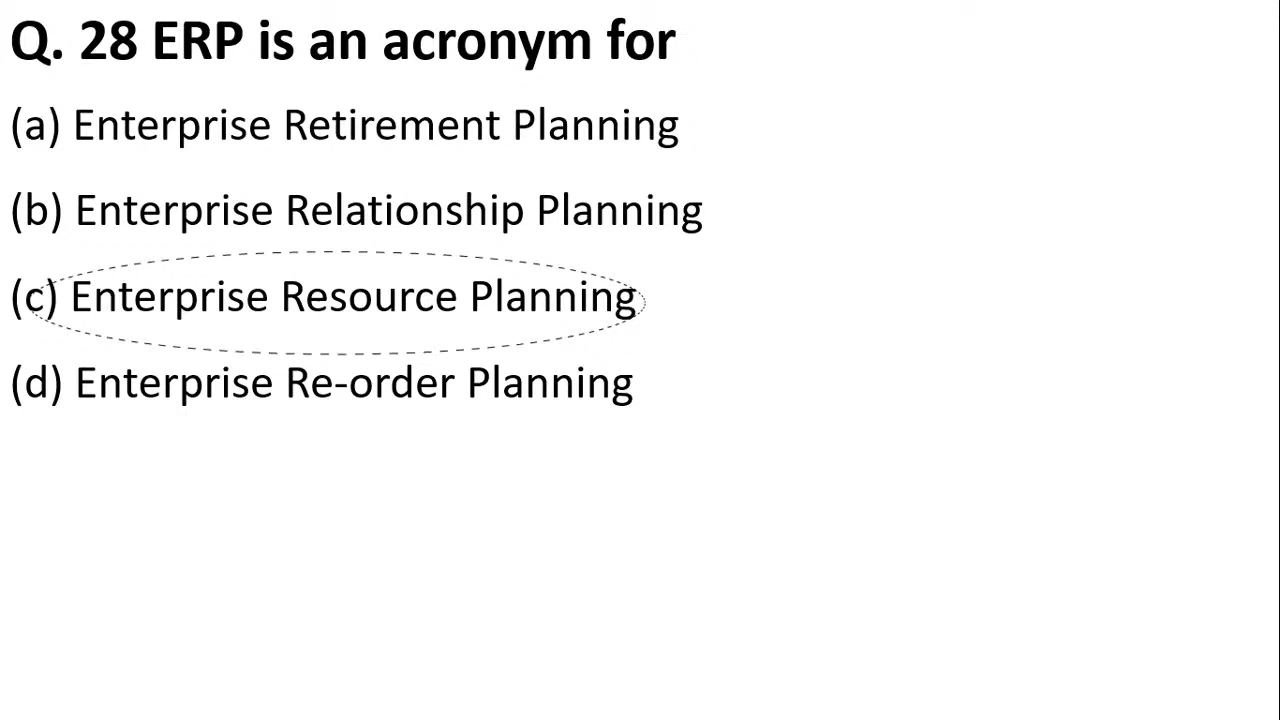 Q. 28 ERP is an acronym for
(a) Enterprise Retirement Planning
(b) Enterprise Relationship Planning
(c) Enterprise Resource Planning
(d) Enterprise Re-order Planning